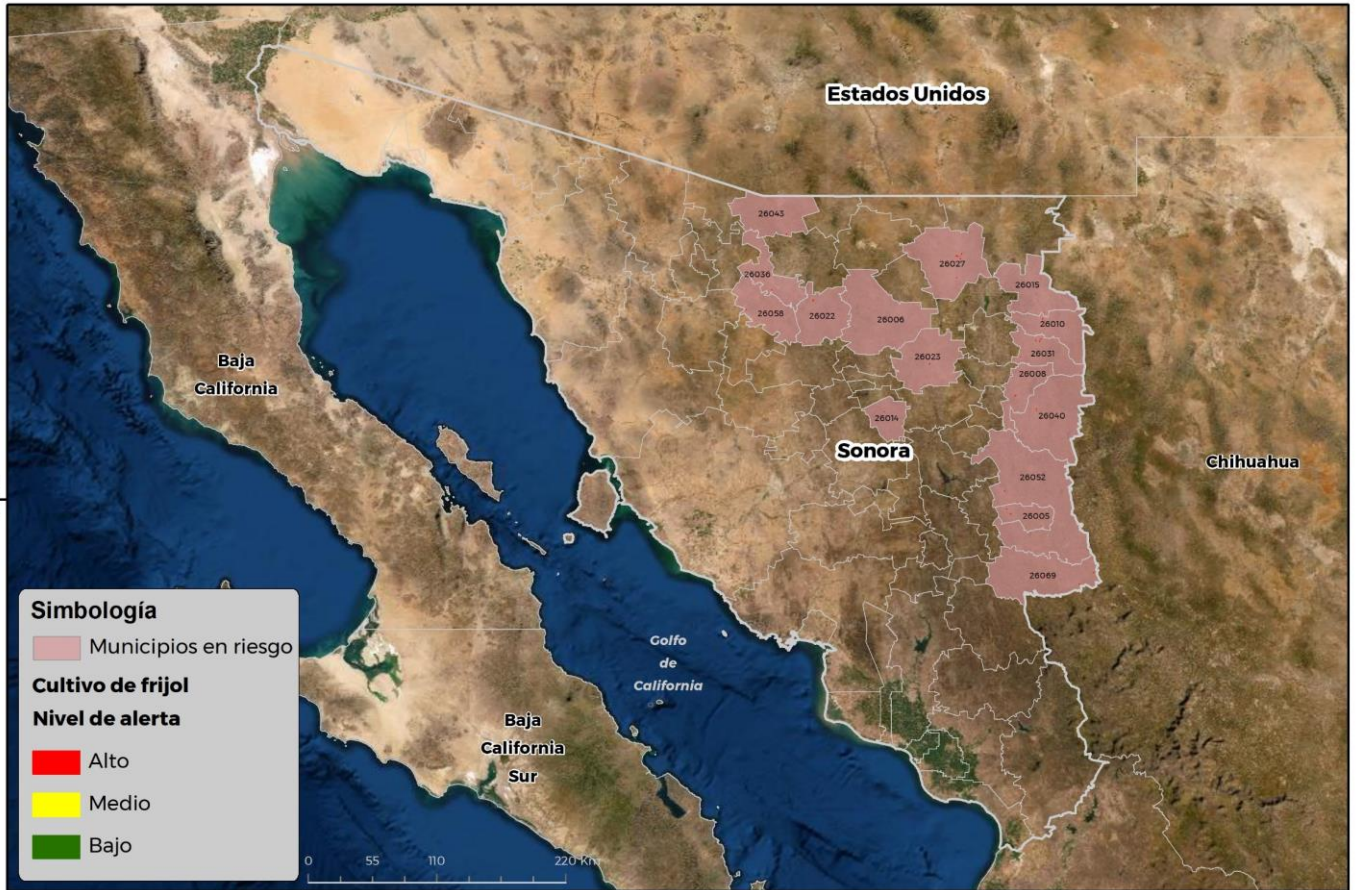 Estados Unidos
26043
26027
26036
26015
26058
26022
26006
26010
26023
26031
26008
Baja
California
26014
26040
Sonora
Chihuahua
26052
26005
26069
Simbología
Municipios en riesgo
Cultivo de frijol
Nivel de alerta
Alto
Medio
Bajo
Golfo
de
California
Baja
California
Sur
0 55 110 220 Km